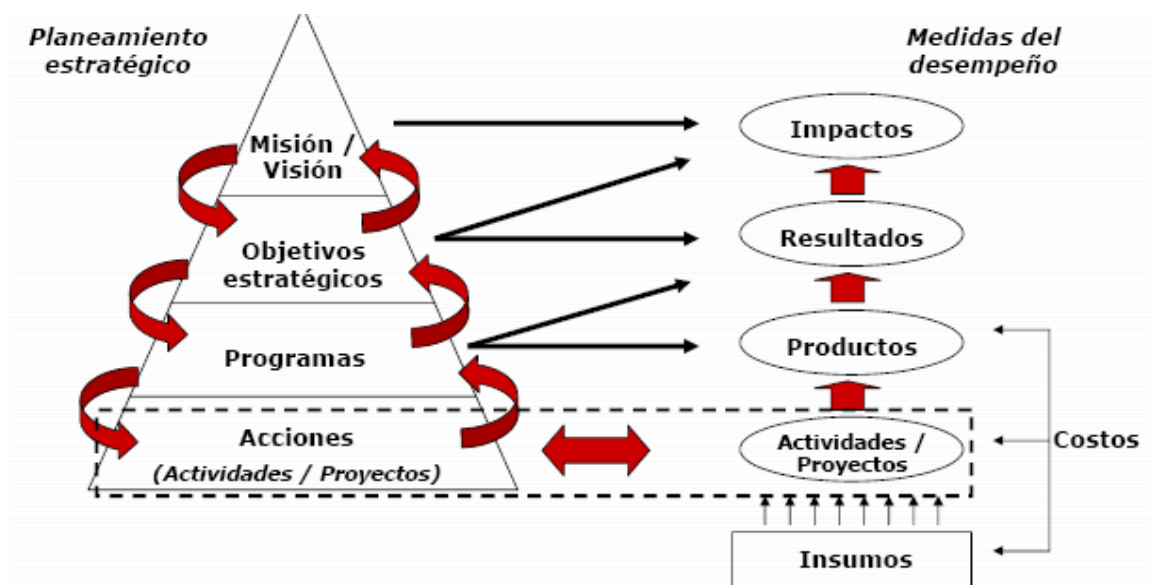 Planeamiento
estratégico
Medidas del
desempeño
Misión /
Visión
Impactos
Objetivos
estratégicos
Resultados
Programas
Productos
Acciones
(Actividades / Proyectos)
Actividades /
Proyectos
Costos
Insumos